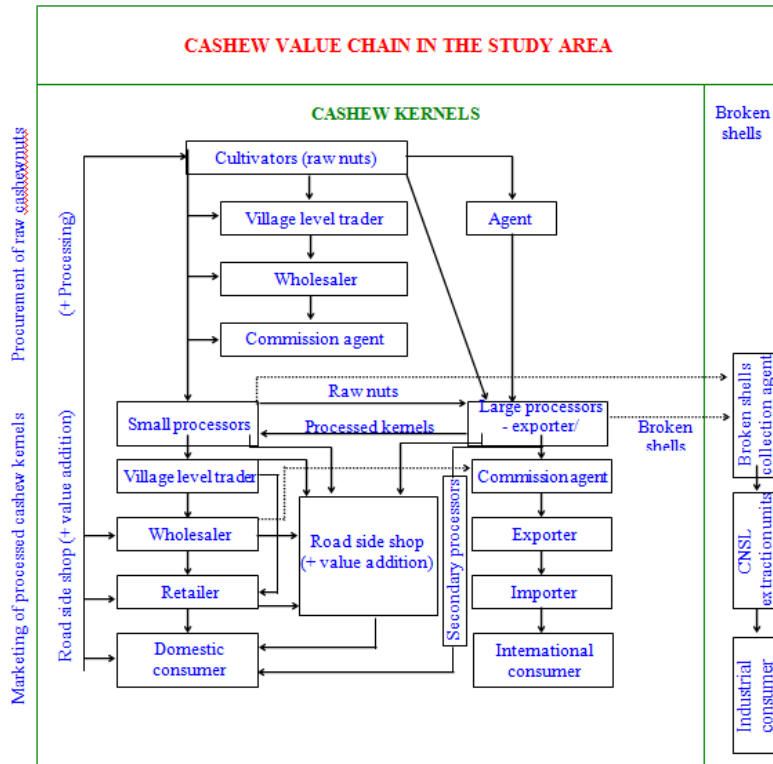 CASHEW VALUE CHAIN IN THE STUDY AREA
CASHEW KERNELS
Broken
shells
Procurement of raw cashewnuts
(+ Processing)
Cultivators (raw nuts)
Village level trader
Agent
Wholesaler
Commission agent
Raw nuts
Small processors
Processed kernels
Large processors
- exporter/
Broken
shells
Broken shells
collection agent
Marketing of processed cashew kernels
Road side shop (+ value addition)
Village level trader
Commission agent
Wholesaler
Road side shop
(+ value addition)
Secondary processors
Exporter
CNSL
extraction units
Retailer
Importer
Domestic
consumer
International
consumer
Industrial
consumer